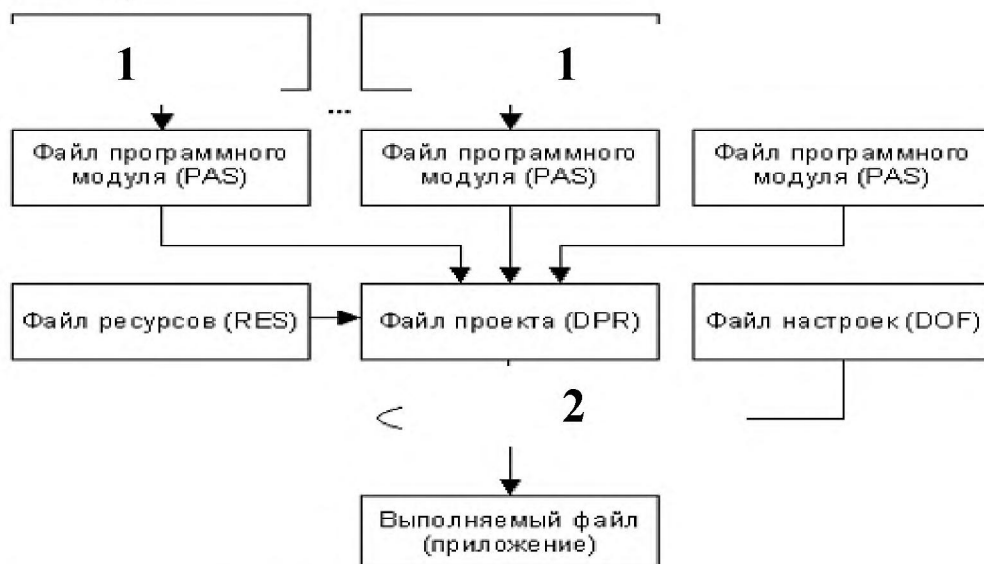 1
1
...
Файл программного
модуля (PAS)
Файл программного
модуля (PAS)
Файл программного
модуля (PAS)
Файл ресурсов (RES)
Файл проекта (DPR)
Файл настроек (DOF)
2
Выполняемый файл
(приложение)